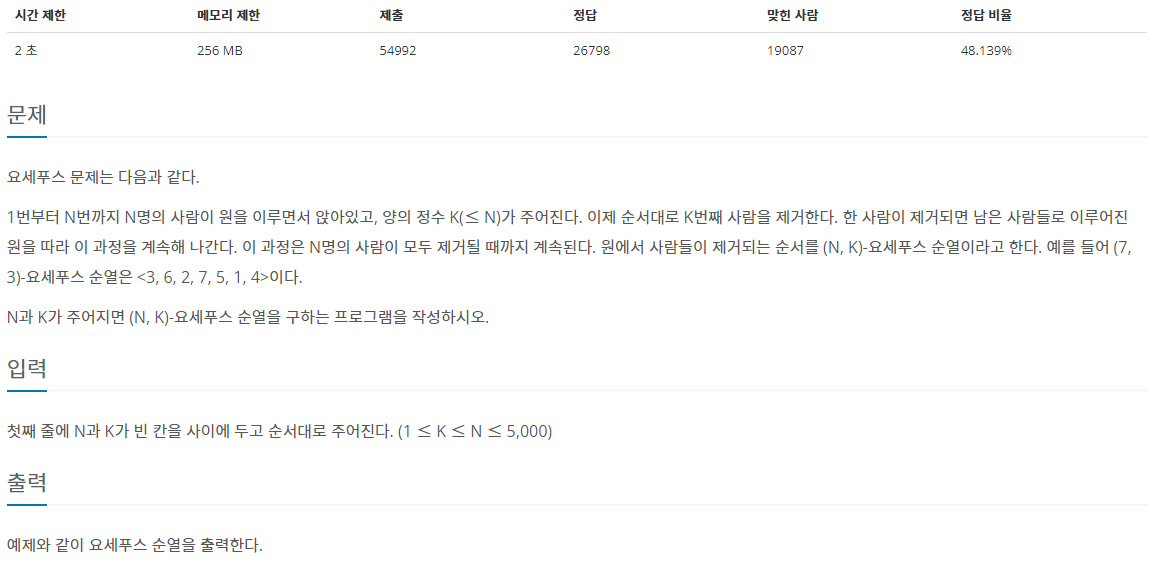 시간 제한 메모리 제한 제출 정답 맞힌 사람 정답 비율
2 초 256 MB 54992 26798 19087 48.139%
문제
요세푸스 문제는 다음과 같다.
1번부터 N번까지 N명의 사람이 원을 이루면서 앉아있고, 양의 정수 K(≤ N)가 주어진다. 이제 순서대로 K번째 사람을 제거한다. 한 사람이 제거되면 남은 사람들로 이루어진
원을 따라 이 과정을 계속해 나간다. 이 과정은 N명의 사람이 모두 제거될 때까지 계속된다. 원에서 사람들이 제거되는 순서를 (N, K)-요세푸스 순열이라고 한다. 예를 들어 (7,
3)-요세푸스 순열은 <3, 6, 2, 7, 5, 1, 4>이다.
N과 K가 주어지면 (N, K)-요세푸스 순열을 구하는 프로그램을 작성하시오.
입력
첫째 줄에 N과 K가 빈 칸을 사이에 두고 순서대로 주어진다. (1 ≤ K ≤ N ≤ 5,000)
출력
예제와 같이 요세푸스 순열을 출력한다.